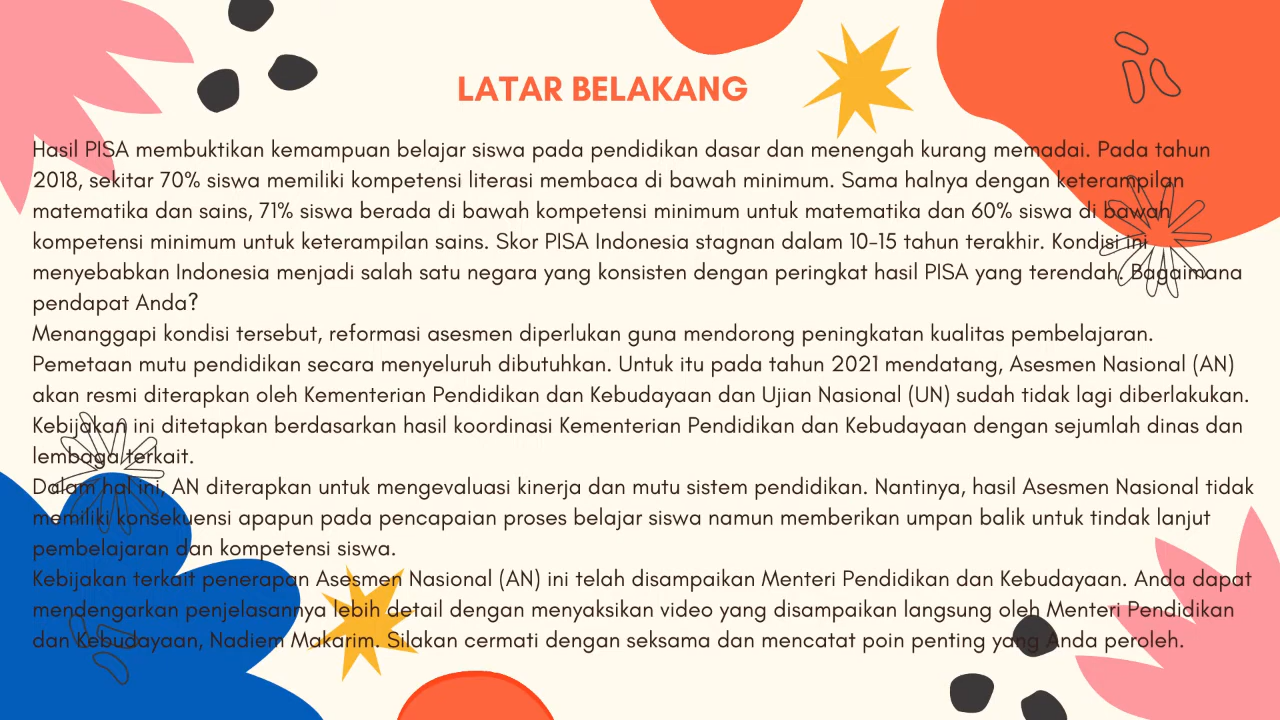 LATAR BELAKANG
Hasil PISA membuktikan kemampuan belajar siswa pada pendidikan dasar dan menengah kurang memadai. Pada tahun
2018, sekitar 70% siswa memiliki kompetensi literasi membaca di bawah minimum. Sama halnya dengan keterampilan
matematika dan sains, 71% siswa berada di bawah kompetensi minimum untuk matematika dan 60% siswa di bawah
kompetensi minimum untuk keterampilan sains. Skor PISA Indonesia stagnan dalam 10-15 tahun terakhir. Kondisi ini
menyebabkan Indonesia menjadi salah satu negara yang konsisten dengan peringkat hasil PISA yang terendah. Bagaimana
pendapat Anda?
Menanggapi kondisi tersebut, reformasi asesmen diperlukan guna mendorong peningkatan kualitas pembelajaran.
Pemetaan mutu pendidikan secara menyeluruh dibutuhkan. Untuk itu pada tahun 2021 mendatang, Asesmen Nasional (AN)
akan resmi diterapkan oleh Kementerian Pendidikan dan Kebudayaan dan Ujian Nasional (UN) sudah tidak lagi diberlakukan.
Kebijakan ini ditetapkan berdasarkan hasil koordinasi Kementerian Pendidikan dan Kebudayaan dengan sejumlah dinas dan
lembaga terkait.
Dalam hal ini, AN diterapkan untuk mengevaluasi kinerja dan mutu sistem pendidikan. Nantinya, hasil Asesmen Nasional tidak
memiliki konsekuensi apapun pada pencapaian proses belajar siswa namun memberikan umpan balik untuk tindak lanjut
pembelajaran dan kompetensi siswa.
Kebijakan terkait penerapan Asesmen Nasional (AN) ini telah disampaikan Menteri Pendidikan dan Kebudayaan. Anda dapat
mendengarkan penjelasannya lebih detail dengan menyaksikan video yang disampaikan langsung oleh Menteri Pendidikan
dan Kebudayaan, Nadiem Makarim. Silakan cermati dengan seksama dan mencatat poin penting yang Anda peroleh.